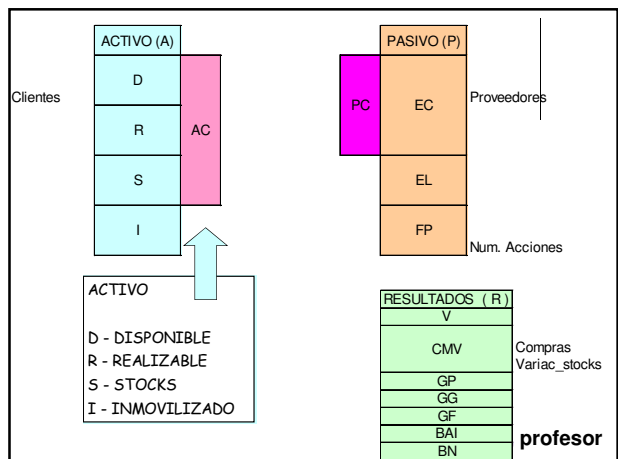 ACTIVO (A)
D
Clientes
R
AC
S
I
PASIVO (P)
PC
EC
Proveedores
EL
FP
Num. Acciones
ACTIVO
D - DISPONIBLE
R - REALIZABLE
S - STOCKS
I - INMOVILIZADO
RESULTADOS ( R )
V
CMV
Compras
Variac_stocks
GP
GG
GF
BAI
BN
profesor